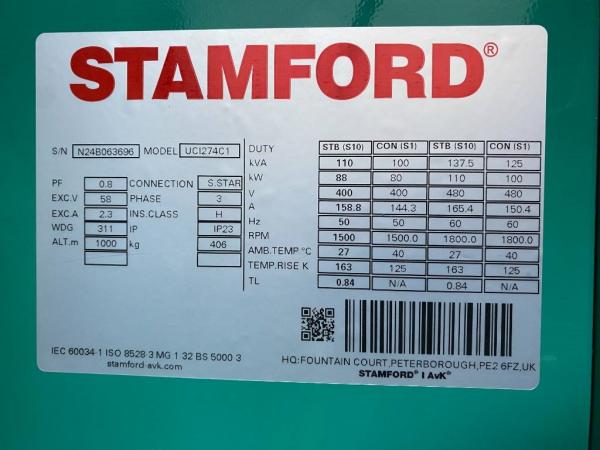 STAMFORD®
S/N N24B063696 MODEL UCI274C1
PF 0.8 CONNECTION S.STAR
EXC.V 58 PHASE 3
EXC.A 2.3 INS.CLASS H
WDG 311 IP IP23
ALT.m 1000 kg 406
DUTY STB (S10) CON (S1) STB (S10) CON (S1)
kVA 110 100 137.5 125
kW 88 80 110 100
V 400 400 480 480
A 158.8 144.3 165.4 150.4
Hz 50 50 60 60
RPM 1500 1500.0 1800.0 1800.0
AMB.TEMP °C 27 40 27 40
TEMP.RISE K 163 125 163 125
TL 0.84 N/A 0.84 N/A
IEC 60034-1 ISO 8528-3 MG 1 32 BS 5000 3
stamford-avk.com
HQ:FOUNTAIN COURT,PETERBOROUGH,PE2 6FZ,UK
STAMFORD® I AvK®